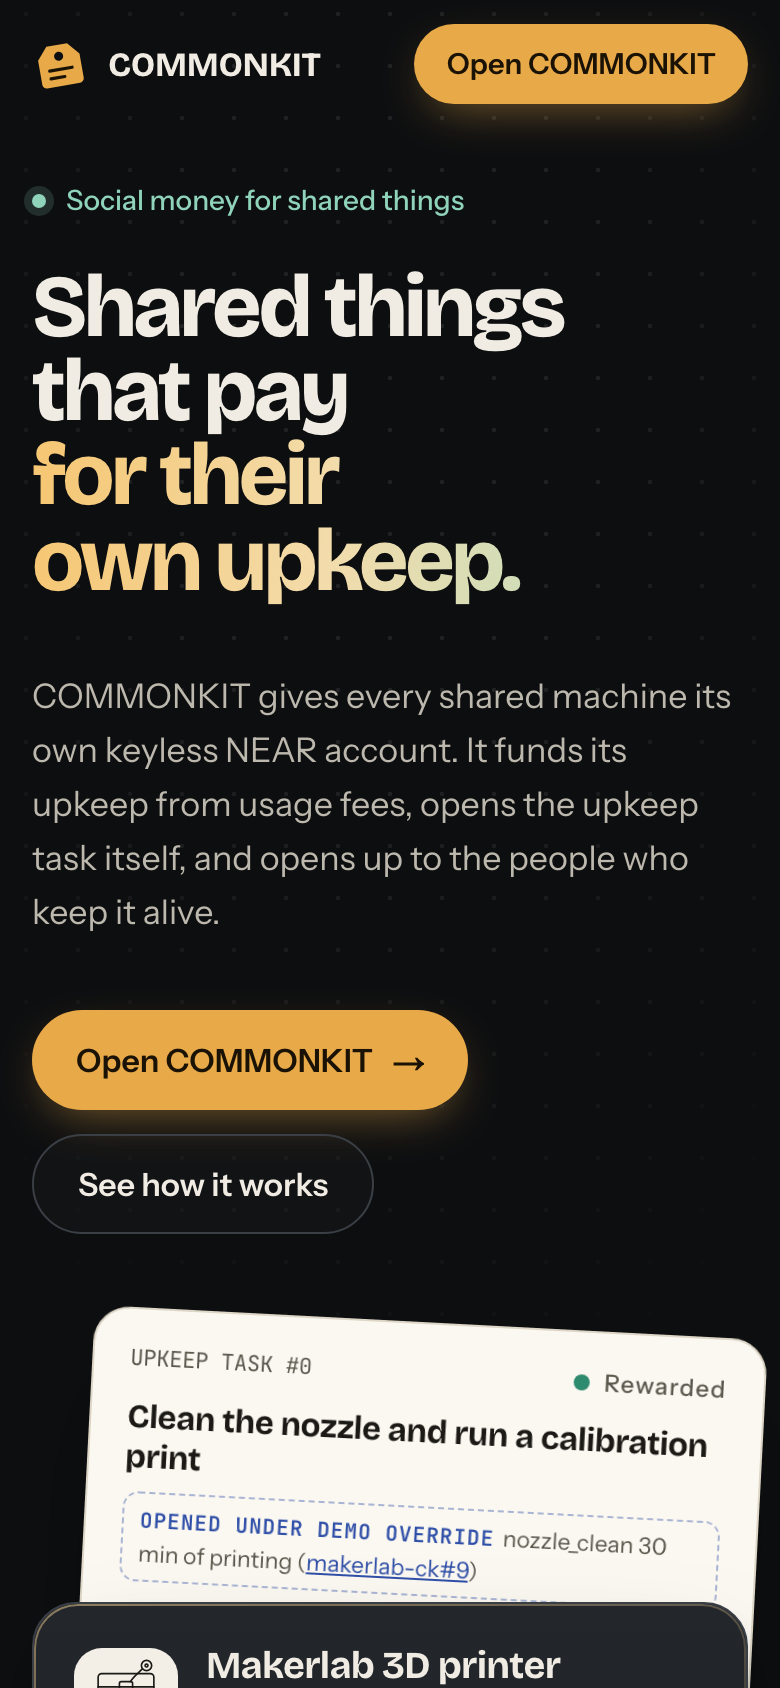 COMMONKIT
Open COMMONKIT
Social money for shared things
Shared things
that pay
for their
own upkeep.
COMMONKIT gives every shared machine its
own keyless NEAR account. It funds its
upkeep from usage fees, opens the upkeep
task itself, and opens up to the people who
keep it alive.
Open COMMONKIT →
See how it works
UPKEEP TASK #0
Rewarded
Clean the nozzle and run a calibration
print
OPENED UNDER DEMO OVERRIDE nozzle_clean 30
min of printing (makerlab-ck#9)
Makerlab 3D printer